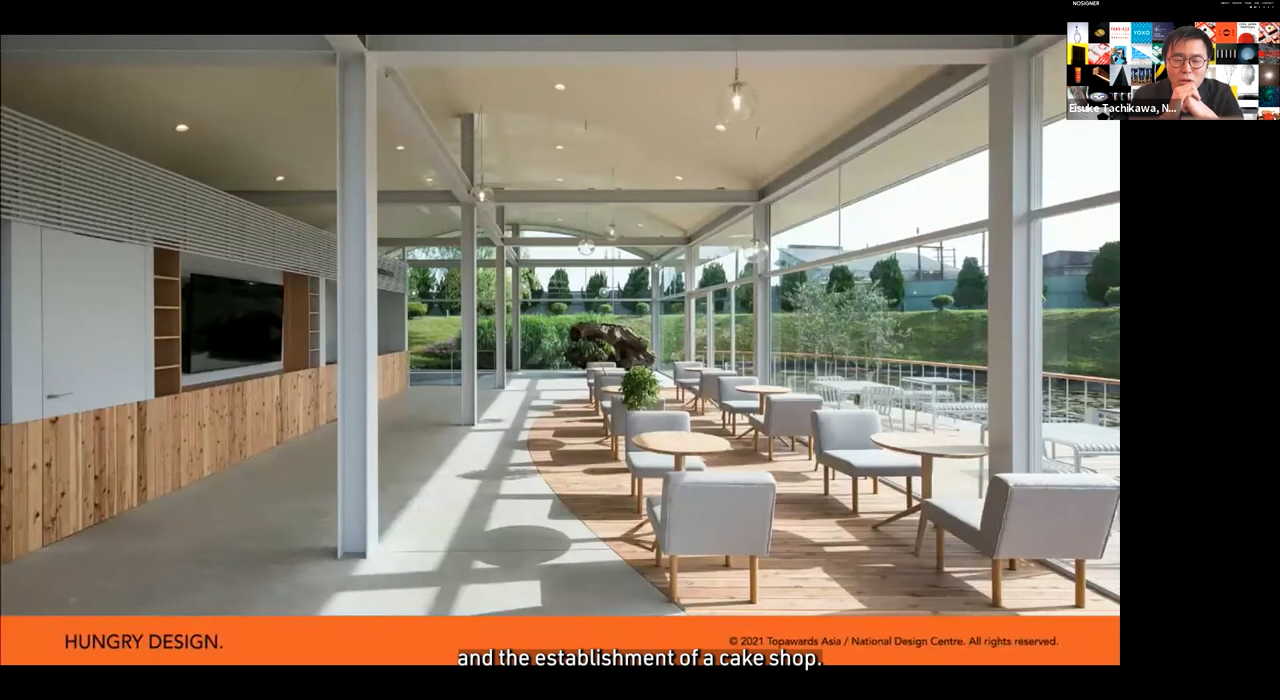 NOSIGNER
YOXO
Eisuke Tachikawa, N...
HUNGRY DESIGN.
© 2021 Topawards Asia / National Design Centre. All rights reserved.
and the establishment of a cake shop.